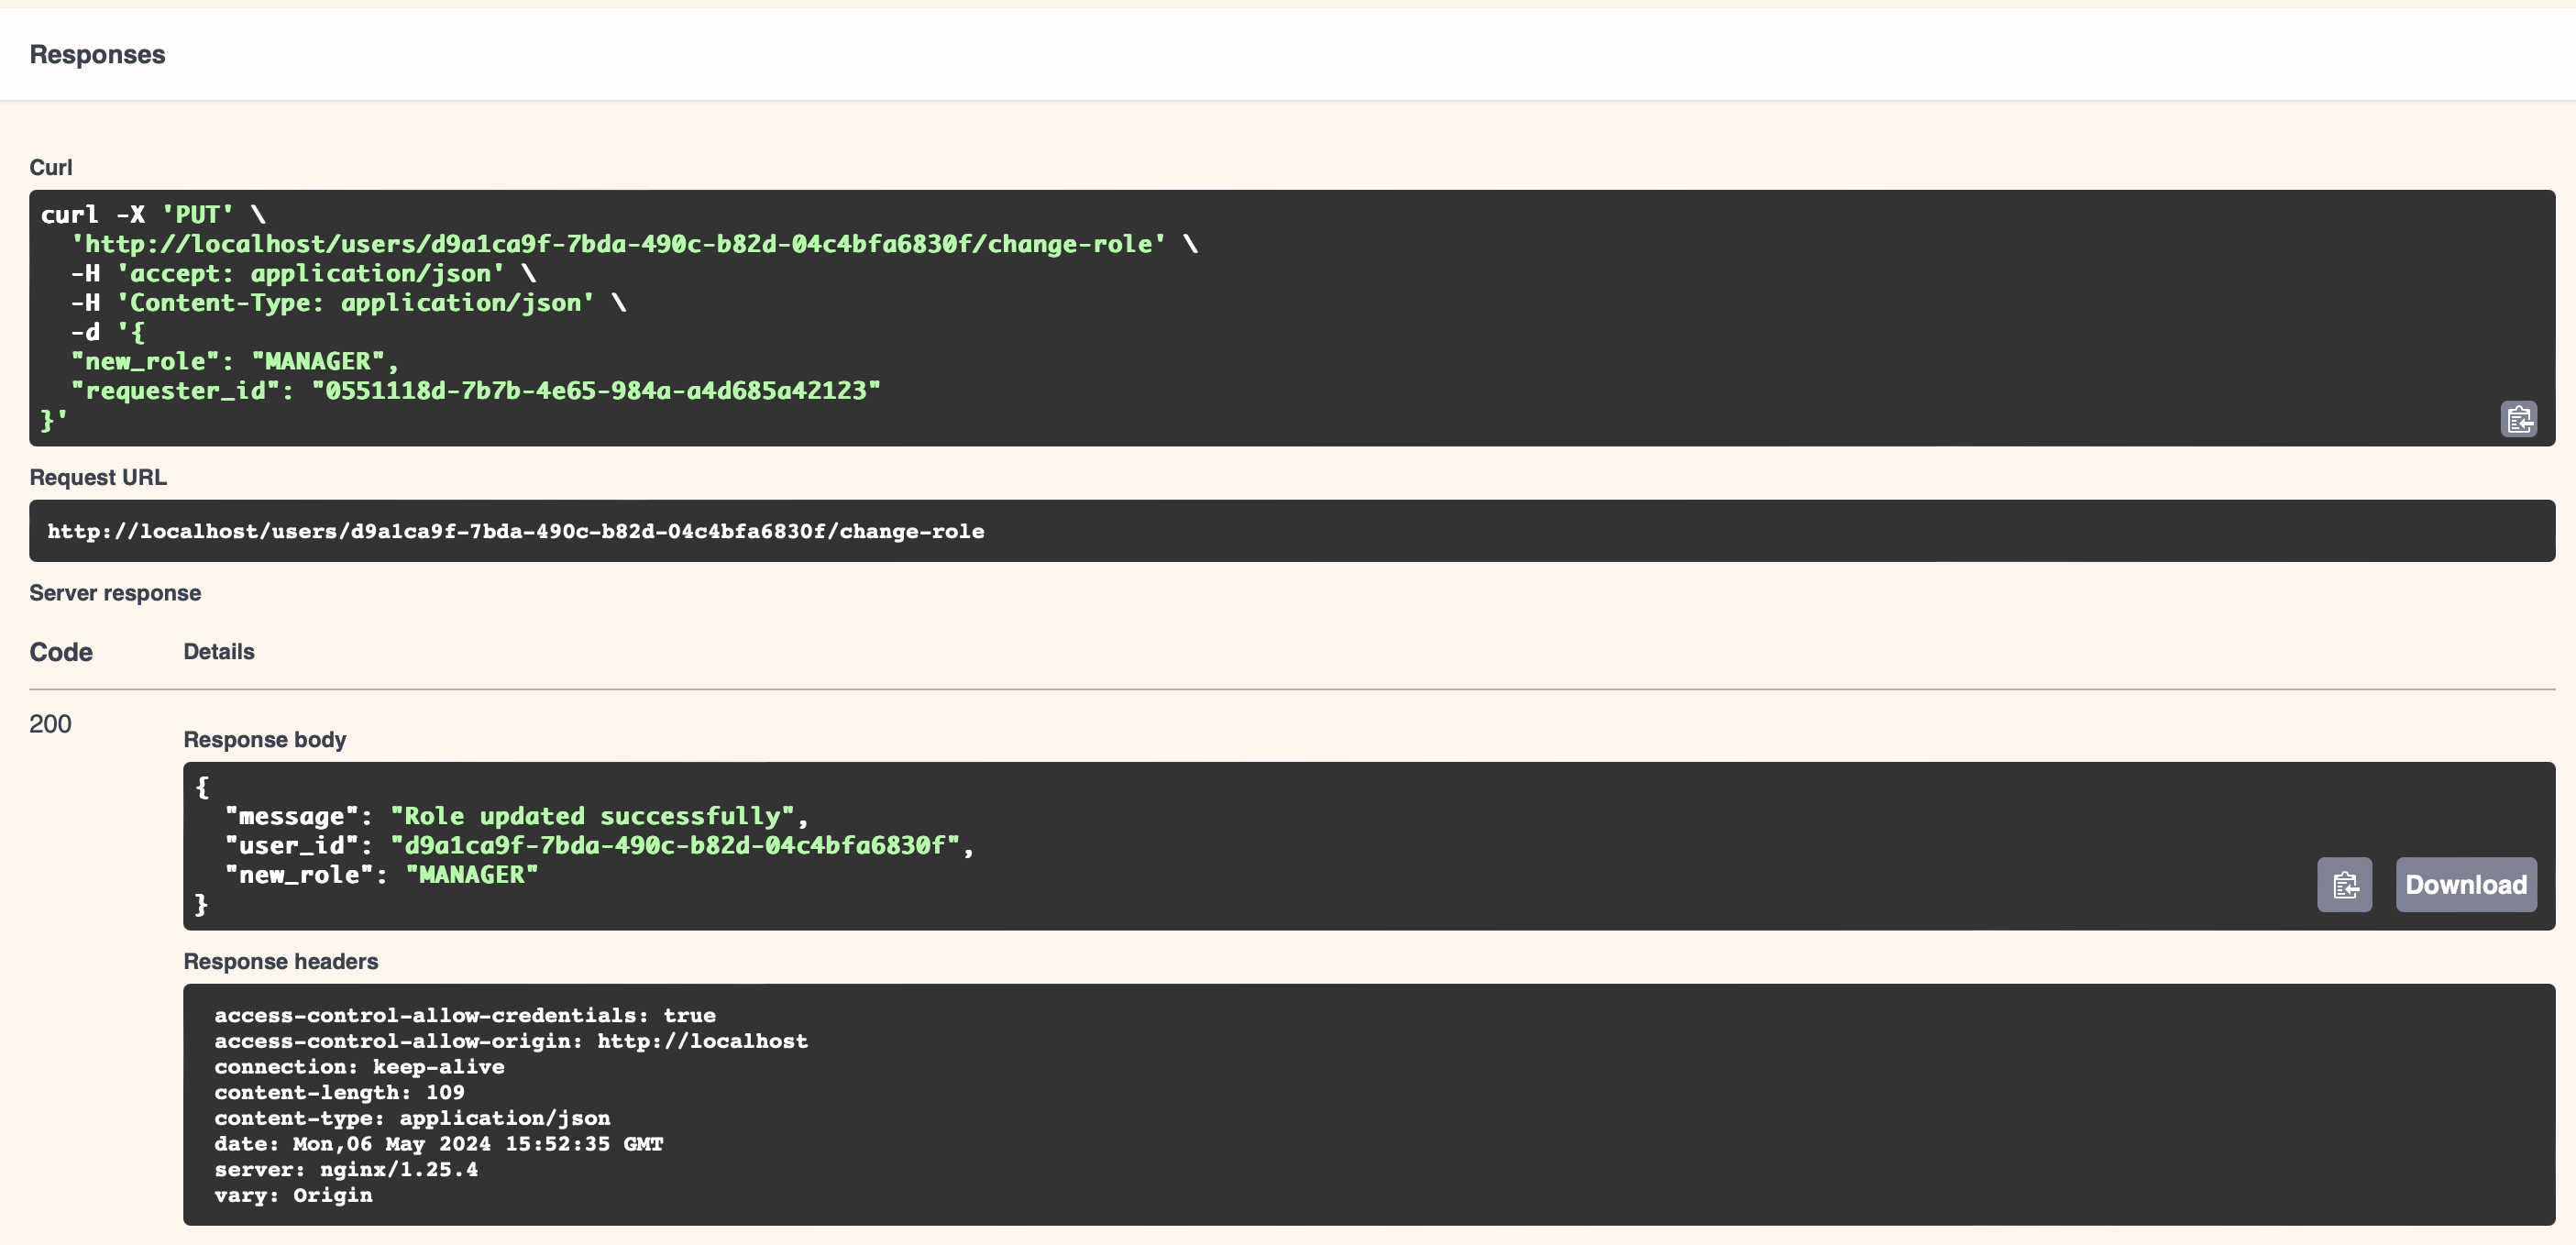 Responses
Curl
curl -X 'PUT' \
  'http://localhost/users/d9a1ca9f-7bda-490c-b82d-04c4bfa6830f/change-role' \
  -H 'accept: application/json' \
  -H 'Content-Type: application/json' \
  -d '{
  "new_role": "MANAGER",
  "requester_id": "0551118d-7b7b-4e65-984a-a4d685a42123"
}'
Request URL
http://localhost/users/d9a1ca9f-7bda-490c-b82d-04c4bfa6830f/change-role
Server response
Code Details
200
Response body
{
  "message": "Role updated successfully",
  "user_id": "d9a1ca9f-7bda-490c-b82d-04c4bfa6830f",
  "new_role": "MANAGER"
}
Download
Response headers
access-control-allow-credentials: true
access-control-allow-origin: http://localhost
connection: keep-alive
content-length: 109
content-type: application/json
date: Mon,06 May 2024 15:52:35 GMT
server: nginx/1.25.4
vary: Origin